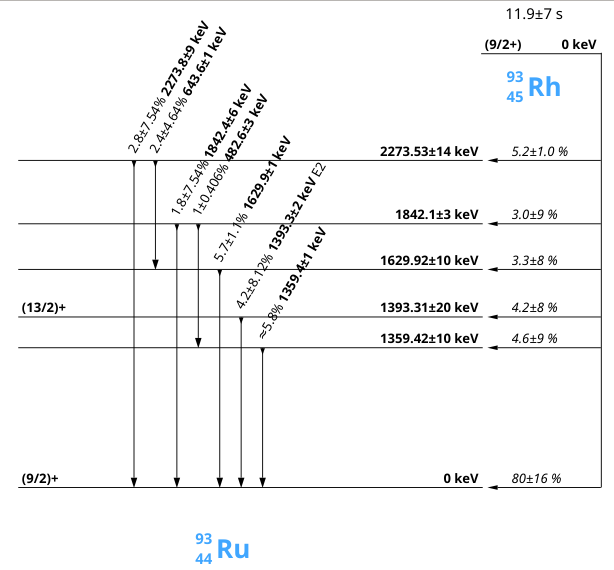 11.9±7 s
(9/2+) 0 keV
93
45 Rh
2.8±7.54% 2273.8±9 keV
2.4±4.64% 643.6±1 keV
2273.53±14 keV 5.2±1.0 %
1.8±7.54% 1842.4±6 keV
1±0.406% 482.6±3 keV
1842.1±3 keV 3.0±9 %
5.7±1.1% 1629.9±1 keV
1629.92±10 keV 3.3±8 %
4.2±8.12% 1393.3±2 keV E2
(13/2)+ 1393.31±20 keV 4.2±8 %
≈5.8% 1359.4±1 keV
1359.42±10 keV 4.6±9 %
(9/2)+ 0 keV 80±16 %
93
44 Ru